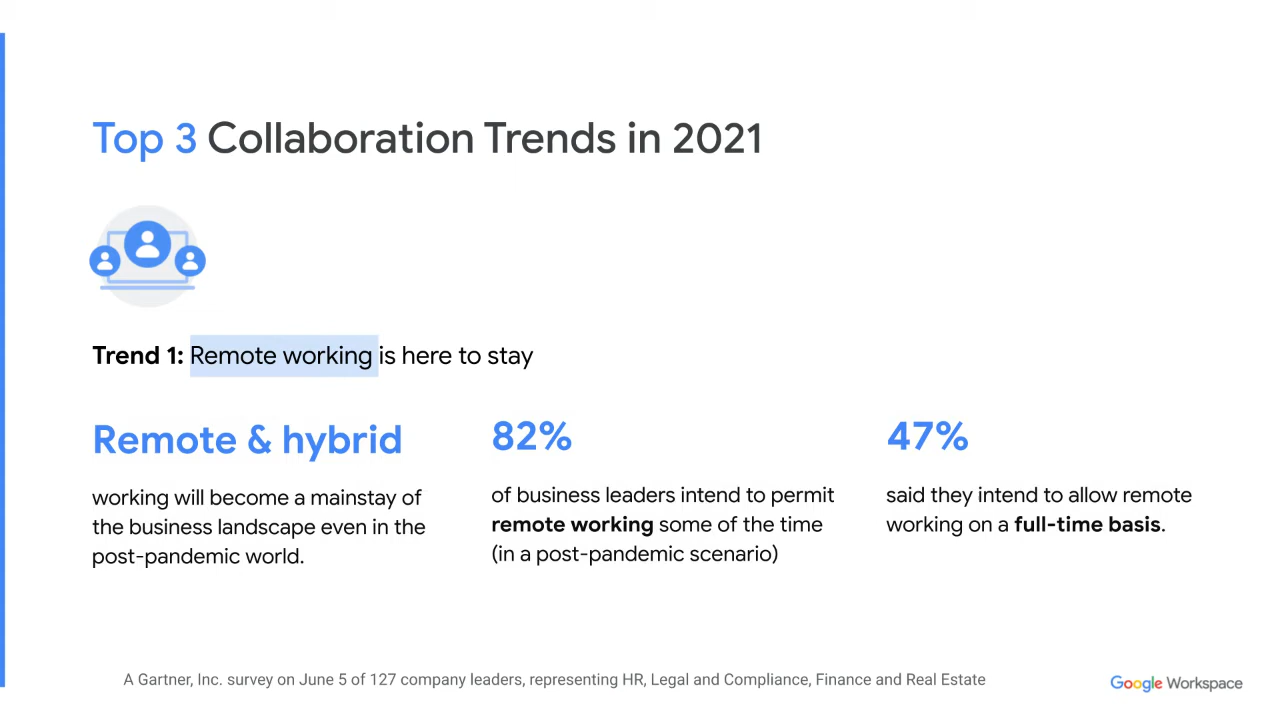 Top 3 Collaboration Trends in 2021
Trend 1: Remote working is here to stay
Remote & hybrid
working will become a mainstay of
the business landscape even in the
post-pandemic world.
82%
of business leaders intend to permit
remote working some of the time
(in a post-pandemic scenario)
47%
said they intend to allow remote
working on a full-time basis.
A Gartner, Inc. survey on June 5 of 127 company leaders, representing HR, Legal and Compliance, Finance and Real Estate
Google Workspace